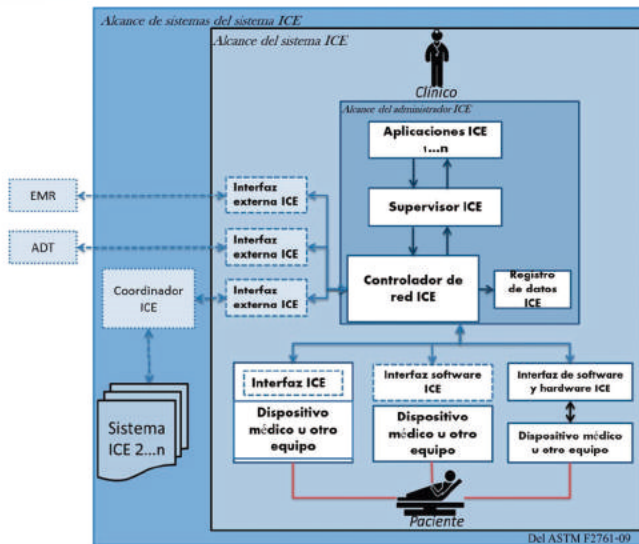 Alcance de sistemas del sistema ICE
Alcance del sistema ICE
Clínico
Alcance del administrador ICE
Aplicaciones ICE
1...n
Supervisor ICE
Controlador de
red ICE
Registro
de datos
ICE
EMR
ADT
Coordinador
ICE
Sistema
ICE 2...n
Interfaz
externa ICE
Interfaz
externa ICE
Interfaz
externa ICE
Interfaz ICE
Dispositivo
médico u otro
equipo
Interfaz software
ICE
Dispositivo
médico u otro
equipo
Interfaz de software
y hardware ICE
Dispositivo médico
u otro equipo
Paciente
Del ASTM F2761-09